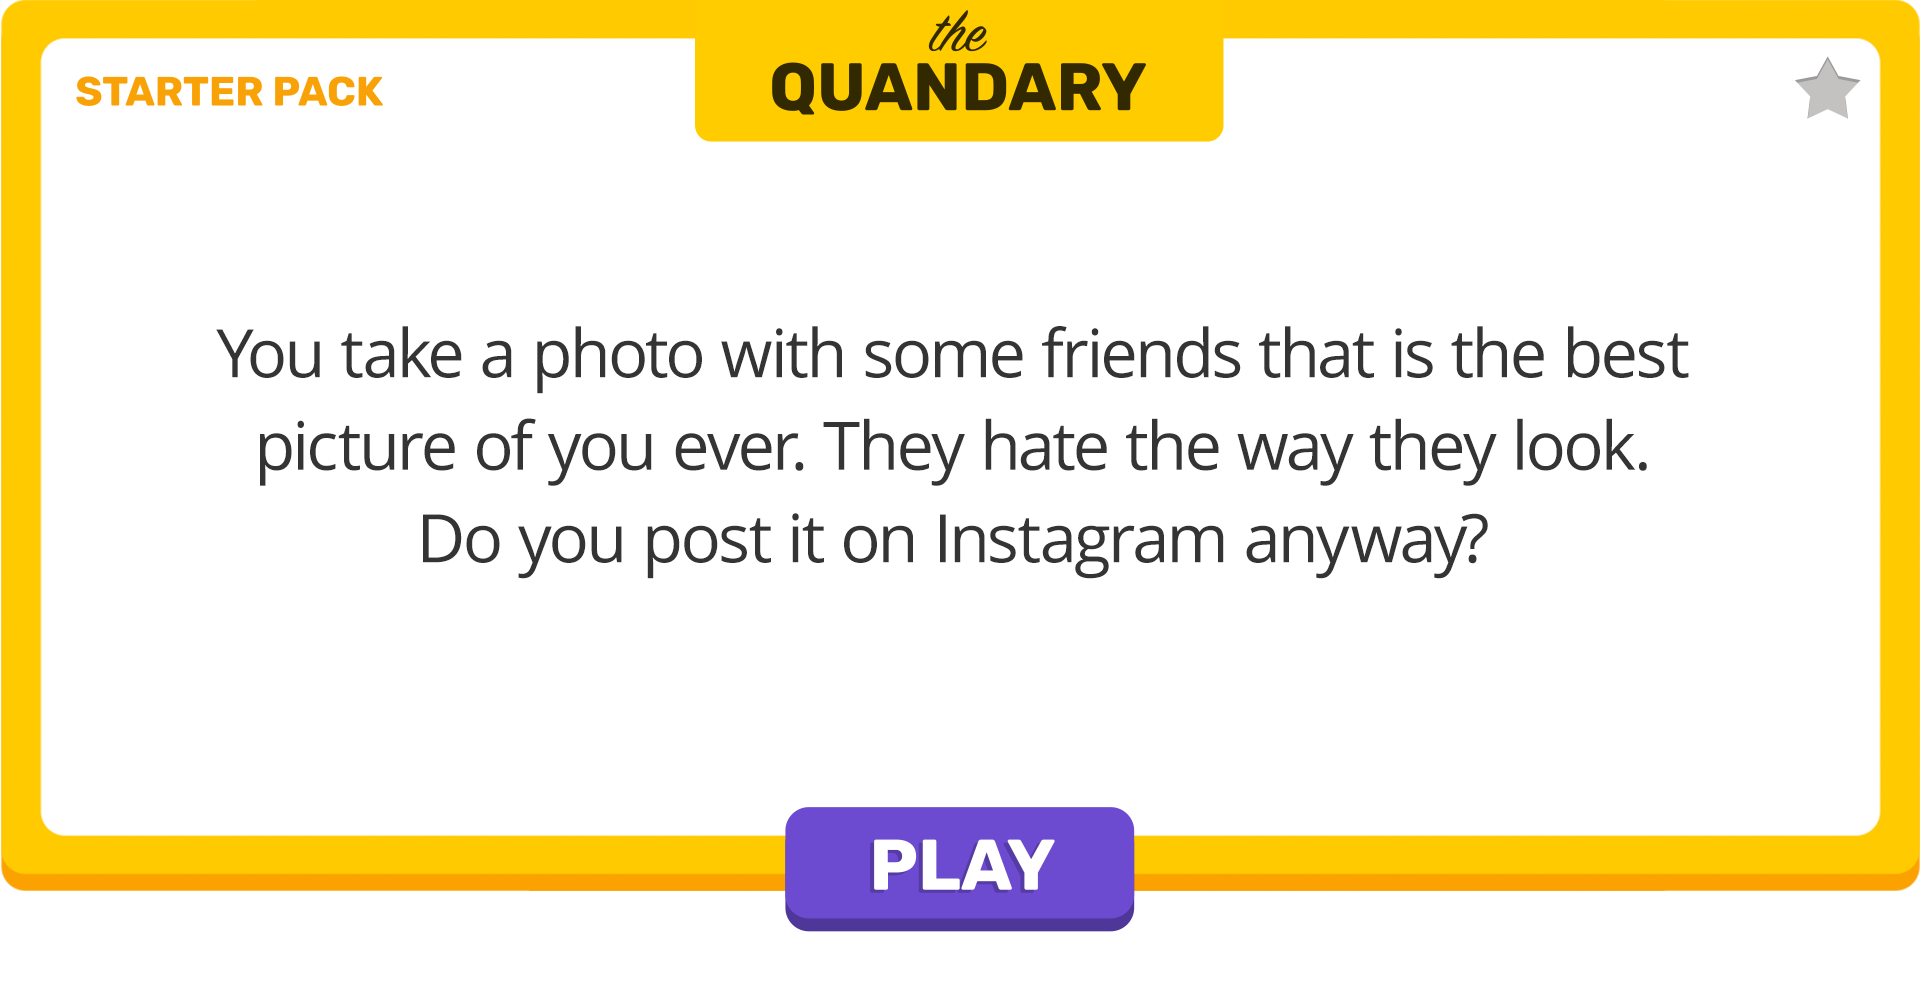 the
QUANDARY
STARTER PACK
You take a photo with some friends that is the best
picture of you ever. They hate the way they look.
Do you post it on Instagram anyway?
PLAY